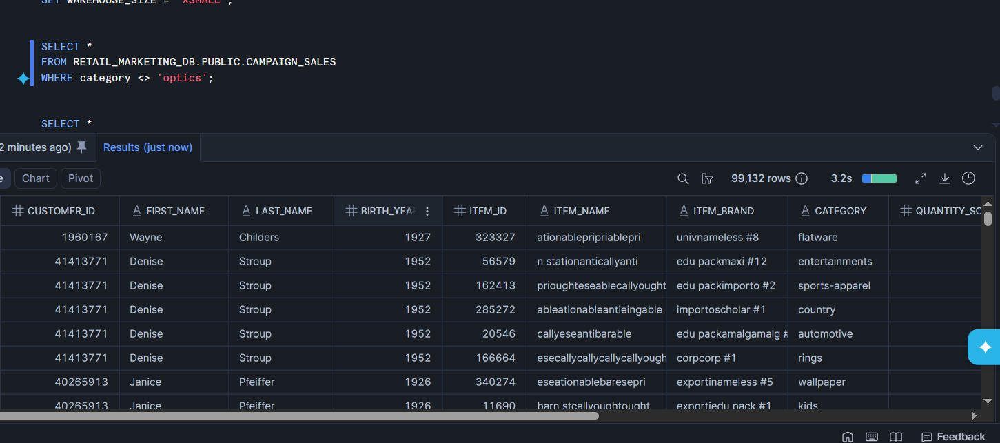 SET WAREHOUSE_SIZE = 'XSMALL';
SELECT *
FROM RETAIL_MARKETING_DB.PUBLIC.CAMPAIGN_SALES
WHERE category <> 'optics';
SELECT *
2 minutes ago) Results (just now)
e Chart Pivot 99,132 rows 3.2s
CUSTOMER_ID FIRST_NAME LAST_NAME BIRTH_YEA ITEM_ID ITEM_NAME ITEM_BRAND CATEGORY QUANTITY_SO
1960167 Wayne Childers 1927 323327 ationablepripriablepri univnameless #8 flatware
41413771 Denise Stroup 1952 56579 n stationanticallyanti edu packmaxi #12 entertainments
41413771 Denise Stroup 1952 162413 prioughteseablecallyought edu packimporto #2 sports-apparel
41413771 Denise Stroup 1952 285272 ableationableantieingable importoscholar #1 country
41413771 Denise Stroup 1952 20546 callyeseantibarable edu packamalgamalg # automotive
41413771 Denise Stroup 1952 166664 esecallycallycallycallyough corpcorp #1 rings
40265913 Janice Pfeiffer 1926 340274 eseationablebaresepri exportinameless #5 wallpaper
40265913 Janice Pfeiffer 1926 11690 barn stcallyoughtought exportiedu pack #1 kids
Feedback